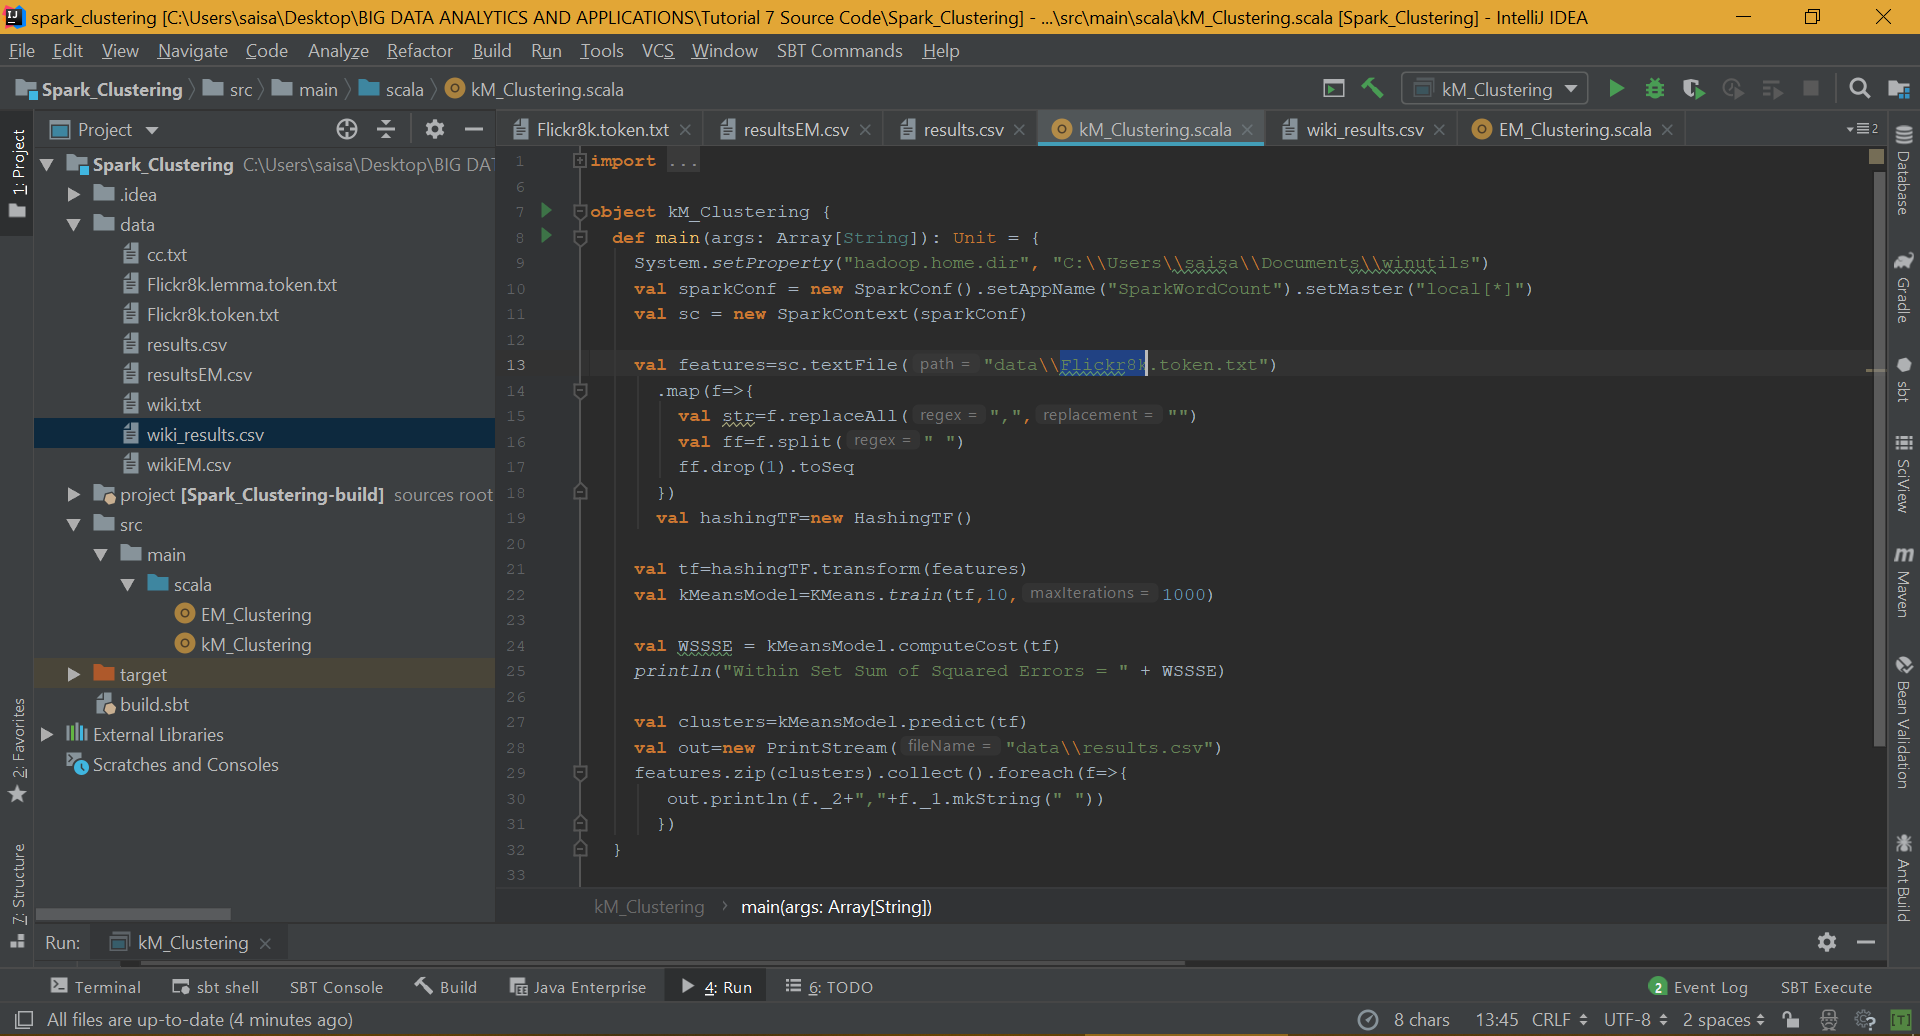 spark_clustering [C:\Users\saisa\Desktop\BIG DATA ANALYTICS AND APPLICATIONS\Tutorial 7 Source Code\Spark_Clustering] - ...\src\main\scala\kM_Clustering.scala [Spark_Clustering] - IntelliJ IDEA
File Edit View Navigate Code Analyze Refactor Build Run Tools VCS Window SBT Commands Help
Spark_Clustering src main scala kM_Clustering.scala
kM_Clustering
Project
Flickr8k.token.txt resultsEM.csv results.csv kM_Clustering.scala wiki_results.csv EM_Clustering.scala
2
1: Project
2: Favorites
7: Structure
Spark_Clustering C:\Users\saisa\Desktop\BIG DAT
.idea
data
cc.txt
Flickr8k.lemma.token.txt
Flickr8k.token.txt
results.csv
resultsEM.csv
wiki.txt
wiki_results.csv
wikiEM.csv
project [Spark_Clustering-build] sources root
src
main
scala
EM_Clustering
kM_Clustering
target
build.sbt
External Libraries
Scratches and Consoles
1 import ...
6
7 object kM_Clustering {
8 def main(args: Array[String]): Unit = {
9 System.setProperty("hadoop.home.dir", "C:\\Users\\saisa\\Documents\\winutils")
10 val sparkConf = new SparkConf().setAppName("SparkWordCount").setMaster("local[*]")
11 val sc = new SparkContext(sparkConf)
12
13 val features=sc.textFile( path = "data\\Flickr8k.token.txt")
14 .map(f=>{
15 val str=f.replaceAll( regex = ",", replacement = "")
16 val ff=f.split( regex = " ")
17 ff.drop(1).toSeq
18 })
19 val hashingTF=new HashingTF()
20
21 val tf=hashingTF.transform(features)
22 val kMeansModel=KMeans.train(tf,10, maxIterations = 1000)
23
24 val WSSSE = kMeansModel.computeCost(tf)
25 println("Within Set Sum of Squared Errors = " + WSSSE)
26
27 val clusters=kMeansModel.predict(tf)
28 val out=new PrintStream( fileName = "data\\results.csv")
29 features.zip(clusters).collect().foreach(f=>{
30 out.println(f._2+","+f._1.mkString(" "))
31 })
32 }
33
kM_Clustering › main(args: Array[String])
Database
Gradle
sbt
SciView
Maven
Bean Validation
Ant Build
Run: kM_Clustering
Terminal sbt shell SBT Console Build Java Enterprise 4: Run 6: TODO 2 Event Log SBT Execute
All files are up-to-date (4 minutes ago) 8 chars 13:45 CRLF UTF-8 2 spaces [T]